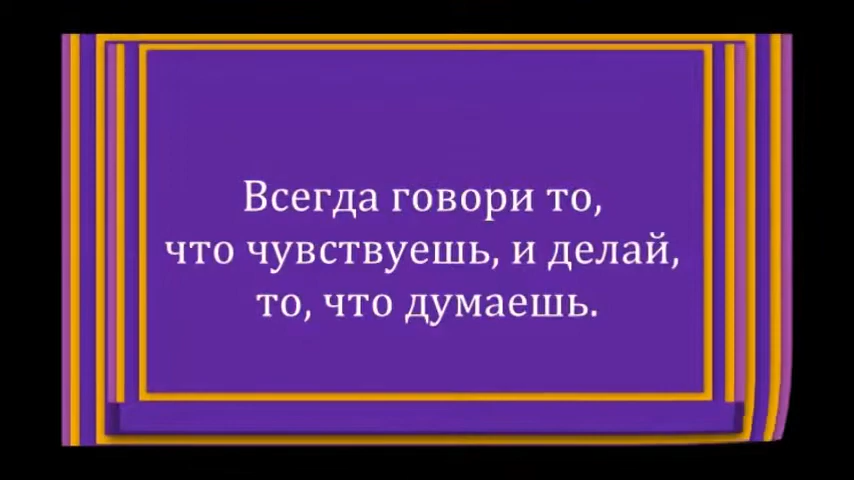 Всегда говори то,
что чувствуешь, и делай,
то, что думаешь.